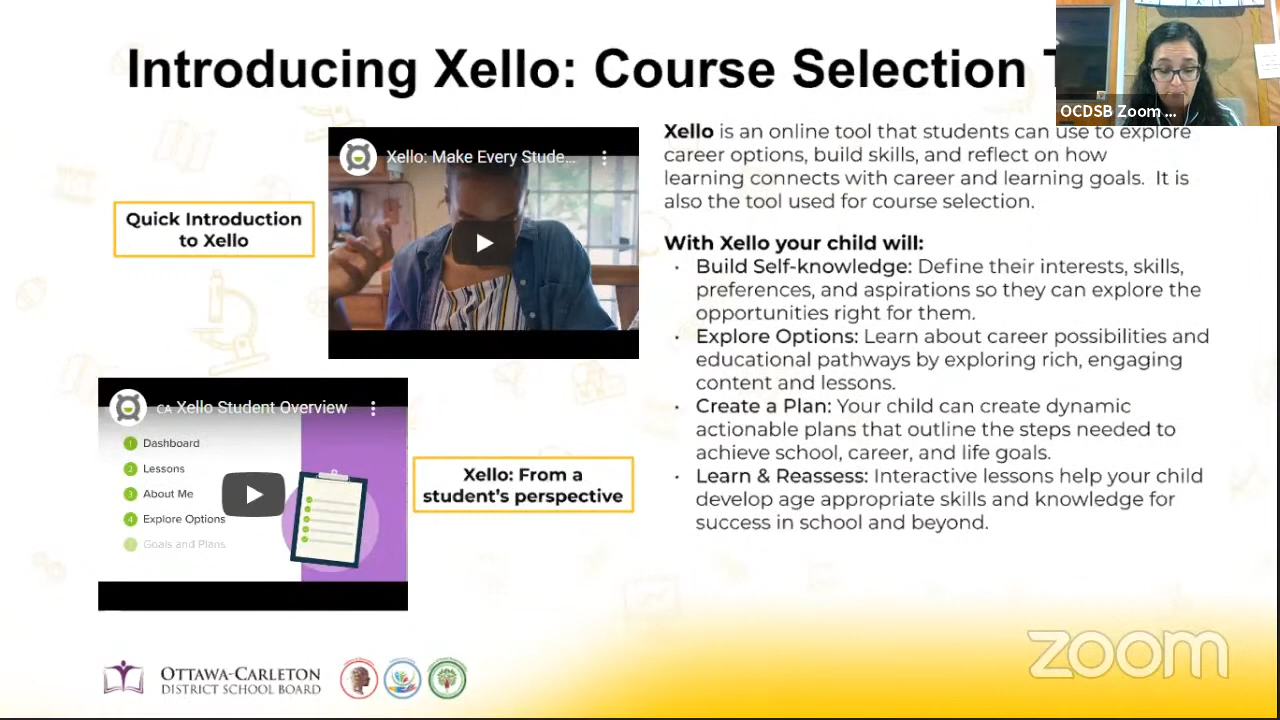 Introducing Xello: Course Selection
OCDSB Zoom ...
Xello: Make Every Stude...
Quick Introduction
to Xello
Xello is an online tool that students can use to explore
career options, build skills, and reflect on how
learning connects with career and learning goals. It is
also the tool used for course selection.
With Xello your child will:
· Build Self-knowledge: Define their interests, skills,
preferences, and aspirations so they can explore the
opportunities right for them.
· Explore Options: Learn about career possibilities and
educational pathways by exploring rich, engaging
content and lessons.
· Create a Plan: Your child can create dynamic
actionable plans that outline the steps needed to
achieve school, career, and life goals.
· Learn & Reassess: Interactive lessons help your child
develop age appropriate skills and knowledge for
success in school and beyond.
CA Xello Student Overview
1 Dashboard
2 Lessons
3 About Me
4 Explore Options
Goals and Plans
Xello: From a
student's perspective
OTTAWA-CARLETON
DISTRICT SCHOOL BOARD
zoom